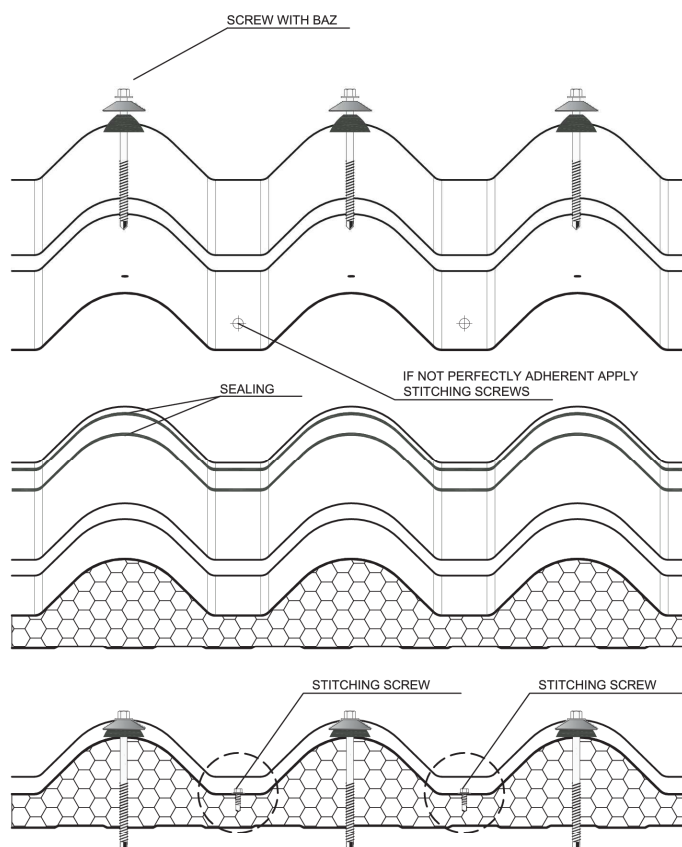 SCREW WITH BAZ
IF NOT PERFECTLY ADHERENT APPLY
STITCHING SCREWS
SEALING
STITCHING SCREW
STITCHING SCREW